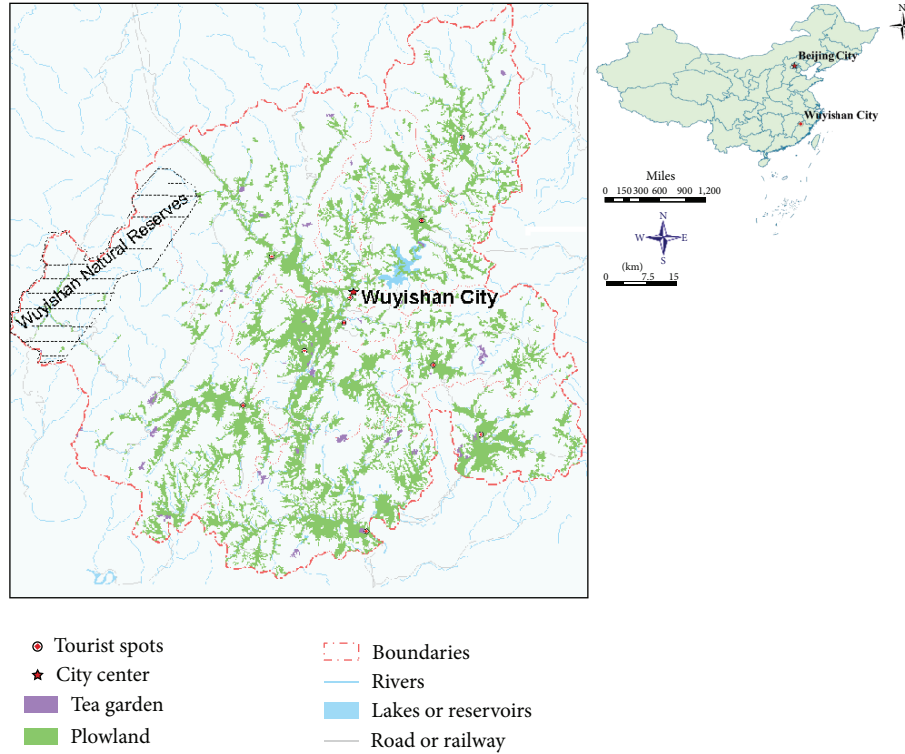 Wuyishan Natural Reserves
Wuyishan City
N
Beijing City
Wuyishan City
Miles
0 150 300 600 900 1,200
N
W E
S
(km)
0 7.5 15
Tourist spots
City center
Tea garden
Plowland
Boundaries
Rivers
Lakes or reservoirs
Road or railway